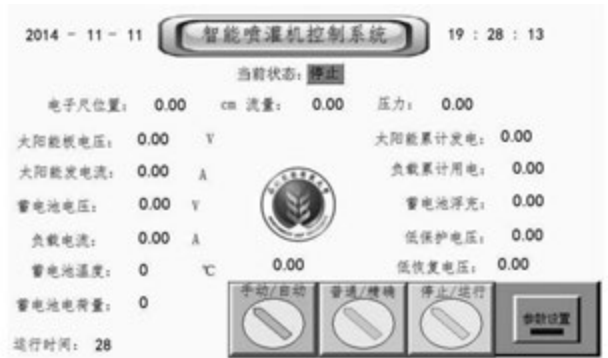 2014 - 11 - 11 智能喷灌机控制系统 19 : 28 : 13
当前状态: 停止
电子尺位置: 0.00 cm 流量: 0.00 压力: 0.00
太阳能板电压: 0.00 V 太阳能累计发电: 0.00
太阳能发电流: 0.00 A 负载累计用电: 0.00
蓄电池电压: 0.00 V 蓄电池浮充: 0.00
负载电流: 0.00 A 低保护电压: 0.00
蓄电池温度: 0 ℃ 0.00 低恢复电压: 0.00
蓄电池电荷量: 0 手动/自动 普通/精确 停止/运行
参数设置
运行时间: 28